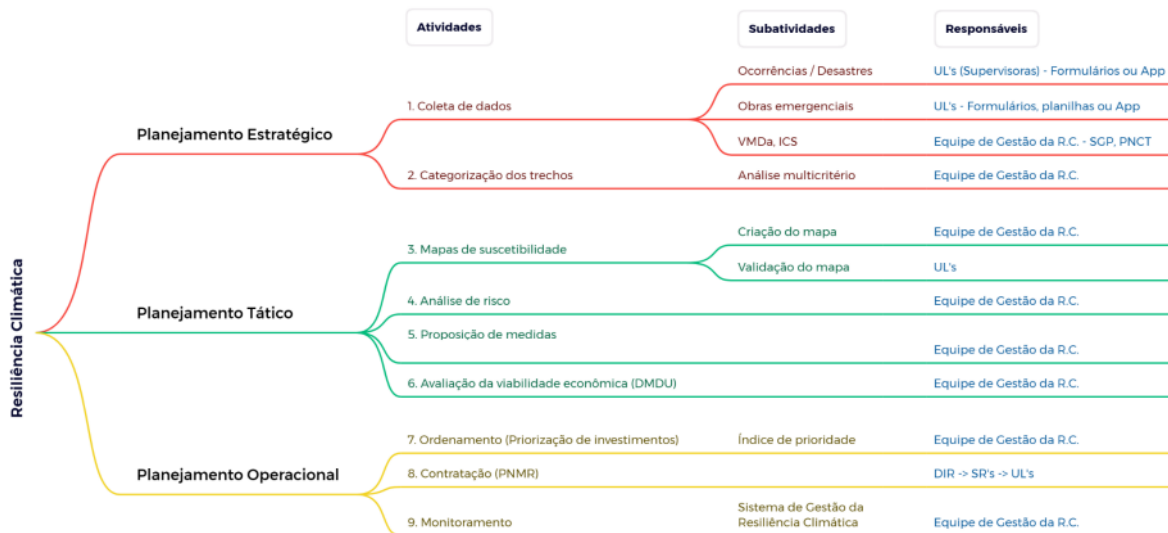 Atividades
Subatividades
Responsáveis
Resiliência Climática
Planejamento Estratégico
1. Coleta de dados
Ocorrências / Desastres
UL's (Supervisoras) - Formulários ou App
Obras emergenciais
UL's - Formulários, planilhas ou App
VMDa, ICS
Equipe de Gestão da R.C. - SGP, PNCT
2. Categorização dos trechos
Análise multicritério
Equipe de Gestão da R.C.
Planejamento Tático
3. Mapas de suscetibilidade
Criação do mapa
Equipe de Gestão da R.C.
Validação do mapa
UL's
4. Análise de risco
Equipe de Gestão da R.C.
5. Proposição de medidas
Equipe de Gestão da R.C.
6. Avaliação da viabilidade econômica (DMDU)
Equipe de Gestão da R.C.
Planejamento Operacional
7. Ordenamento (Priorização de investimentos)
Índice de prioridade
Equipe de Gestão da R.C.
8. Contratação (PNMR)
DIR -> SR's -> UL's
9. Monitoramento
Sistema de Gestão da
Resiliência Climática
Equipe de Gestão da R.C.